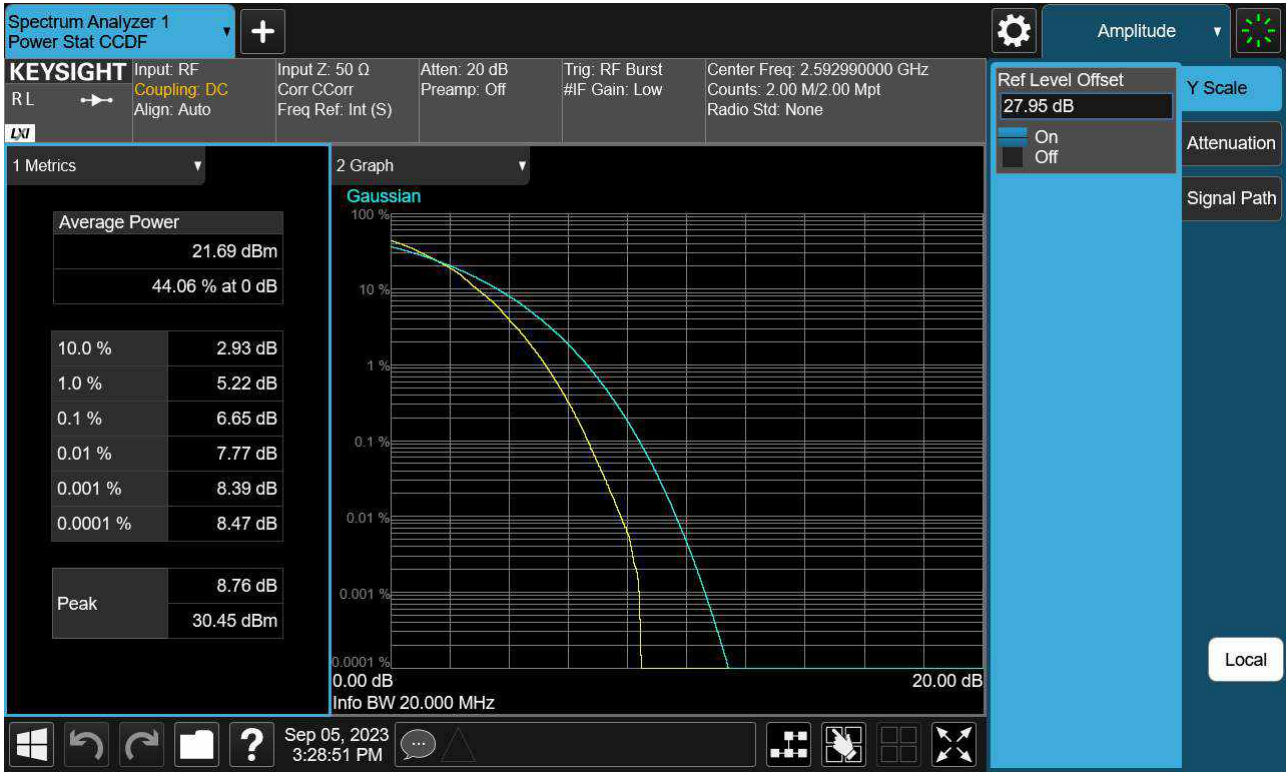 Spectrum Analyzer 1
Power Stat CCDF
Amplitude
KEYSIGHT
RL
LXI
Input: RF
Coupling: DC
Align: Auto
Input Z: 50 Ω
Corr CCorr
Freq Ref: Int (S)
Atten: 20 dB
Preamp: Off
Trig: RF Burst
#IF Gain: Low
Center Freq: 2.592990000 GHz
Counts: 2.00 M/2.00 Mpt
Radio Std: None
Ref Level Offset
27.95 dB
On
Off
Y Scale
Attenuation
Signal Path
1 Metrics
Average Power
21.69 dBm
44.06 % at 0 dB
10.0 % 2.93 dB
1.0 % 5.22 dB
0.1 % 6.65 dB
0.01 % 7.77 dB
0.001 % 8.39 dB
0.0001 % 8.47 dB
Peak
8.76 dB
30.45 dBm
2 Graph
Gaussian
100 %
10 %
1 %
0.1 %
0.01 %
0.001 %
0.0001 %
0.00 dB 20.00 dB
Info BW 20.000 MHz
Local
?
Sep 05, 2023
3:28:51 PM